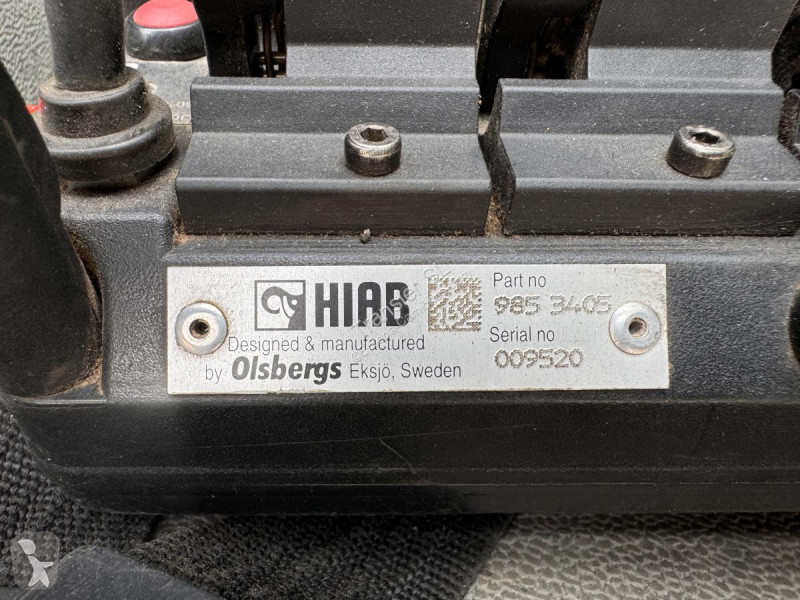 HIAB
Designed & manufactured
by Olsbergs Eksjö, Sweden
Part no
985 3405
Serial no
009520